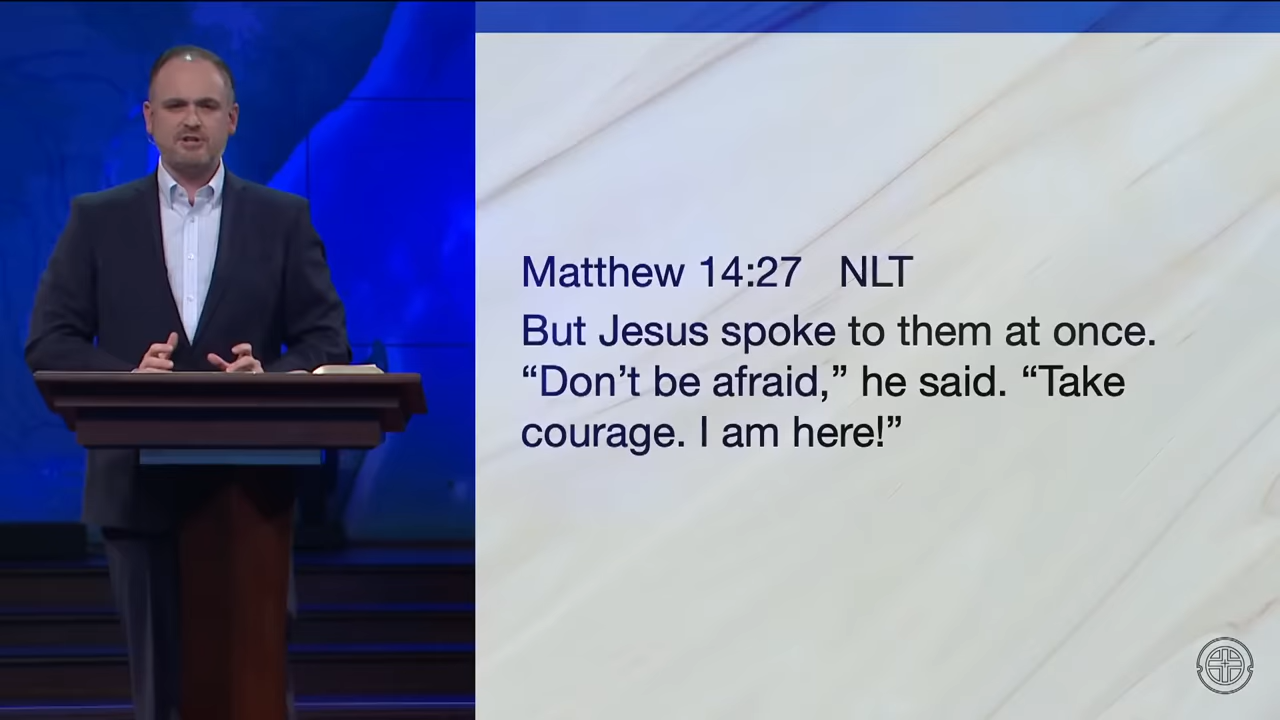 Matthew 14:27 NLT
But Jesus spoke to them at once.
“Don’t be afraid,” he said. “Take
courage. I am here!”